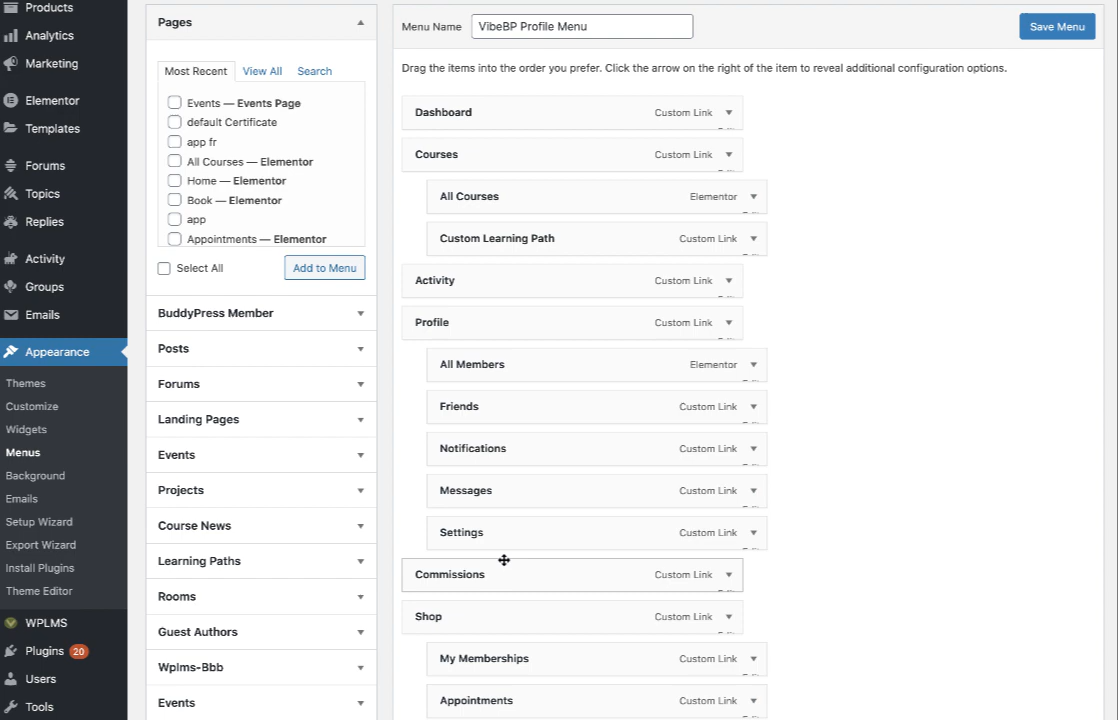 Products
Analytics
Marketing
Elementor
Templates
Forums
Topics
Replies
Activity
Groups
Emails
Appearance
Themes
Customize
Widgets
Menus
Background
Emails
Setup Wizard
Export Wizard
Install Plugins
Theme Editor
WPLMS
Plugins 20
Users
Tools
Pages
Most Recent View All Search
Events — Events Page
default Certificate
app fr
All Courses — Elementor
Home — Elementor
Book — Elementor
app
Appointments — Elementor
Select All Add to Menu
BuddyPress Member
Posts
Forums
Landing Pages
Events
Projects
Course News
Learning Paths
Rooms
Guest Authors
Wplms-Bbb
Events
Menu Name VibeBP Profile Menu Save Menu
Drag the items into the order you prefer. Click the arrow on the right of the item to reveal additional configuration options.
Dashboard Custom Link
Courses Custom Link
All Courses Elementor
Custom Learning Path Custom Link
Activity Custom Link
Profile Custom Link
All Members Elementor
Friends Custom Link
Notifications Custom Link
Messages Custom Link
Settings Custom Link
Commissions Custom Link
Shop Custom Link
My Memberships Custom Link
Appointments Custom Link